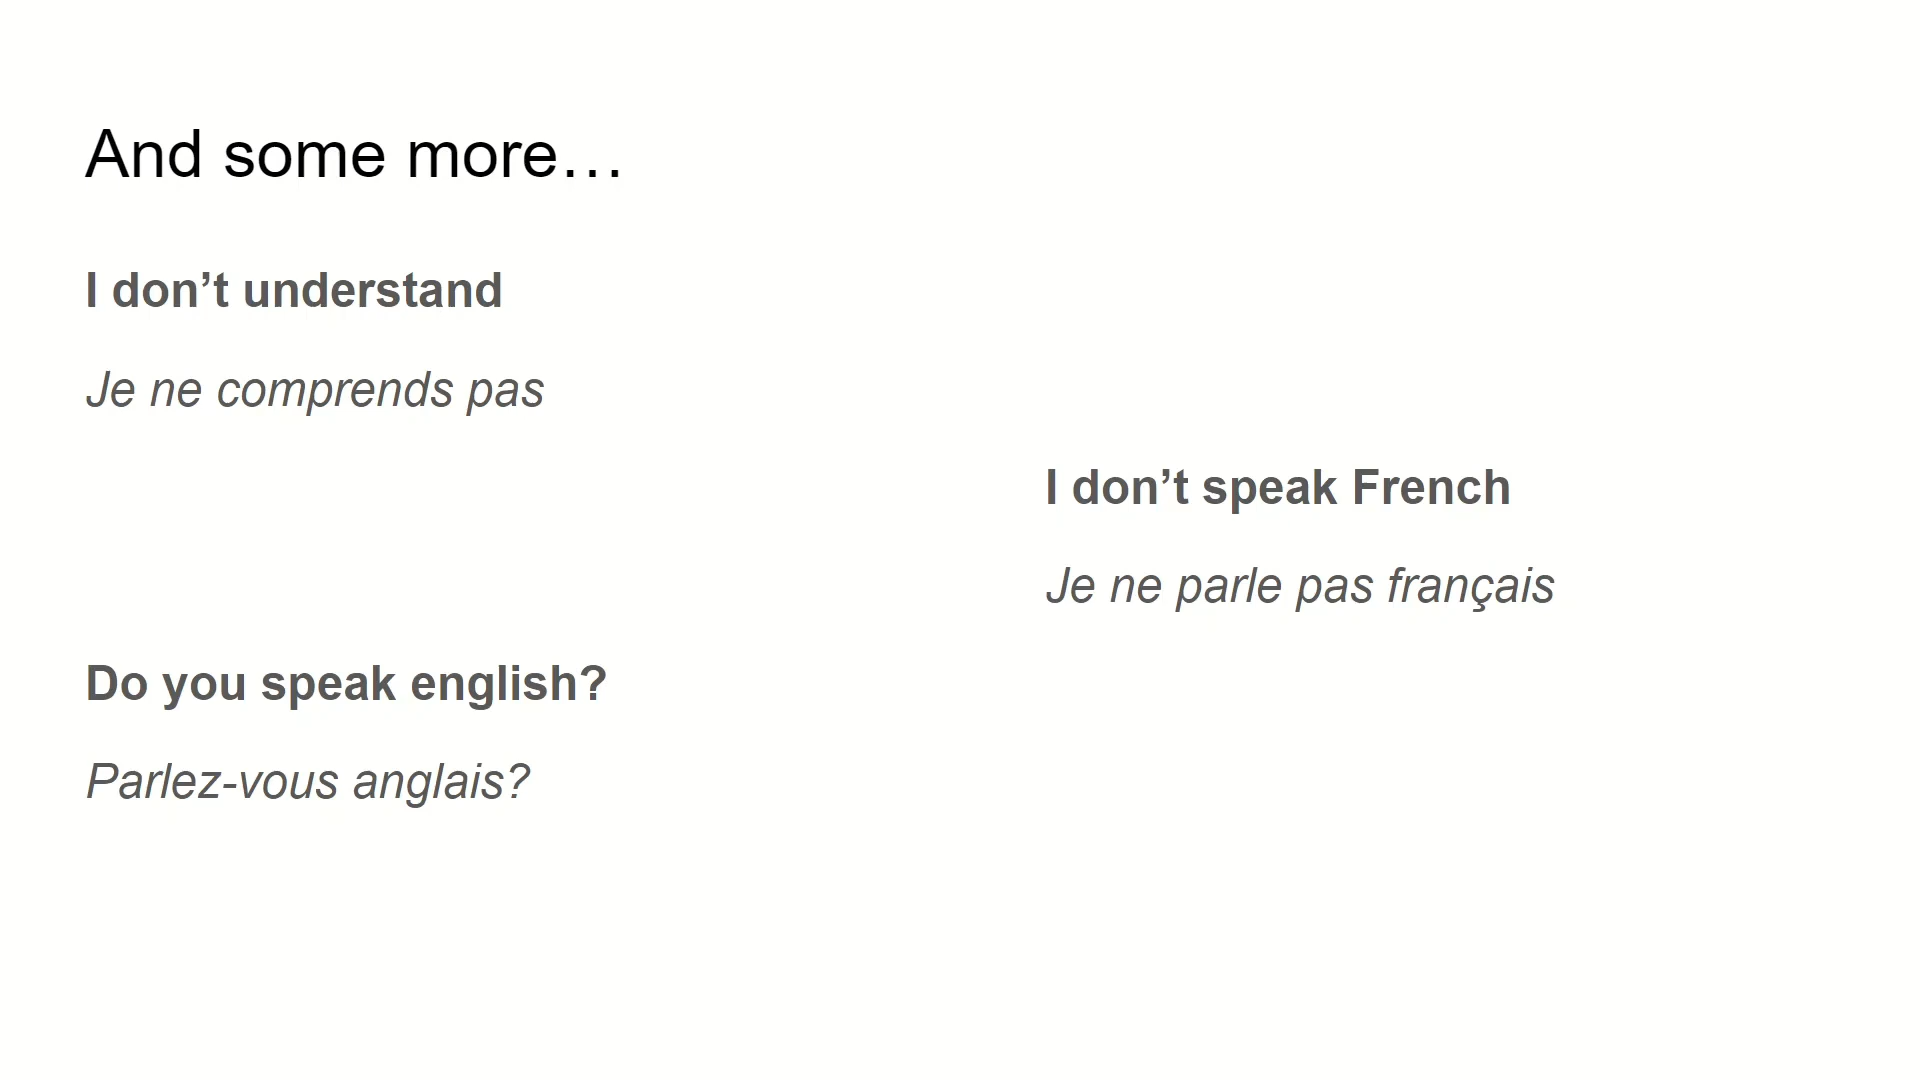 And some more…
I don’t understand
Je ne comprends pas
I don’t speak French
Je ne parle pas français
Do you speak english?
Parlez-vous anglais?